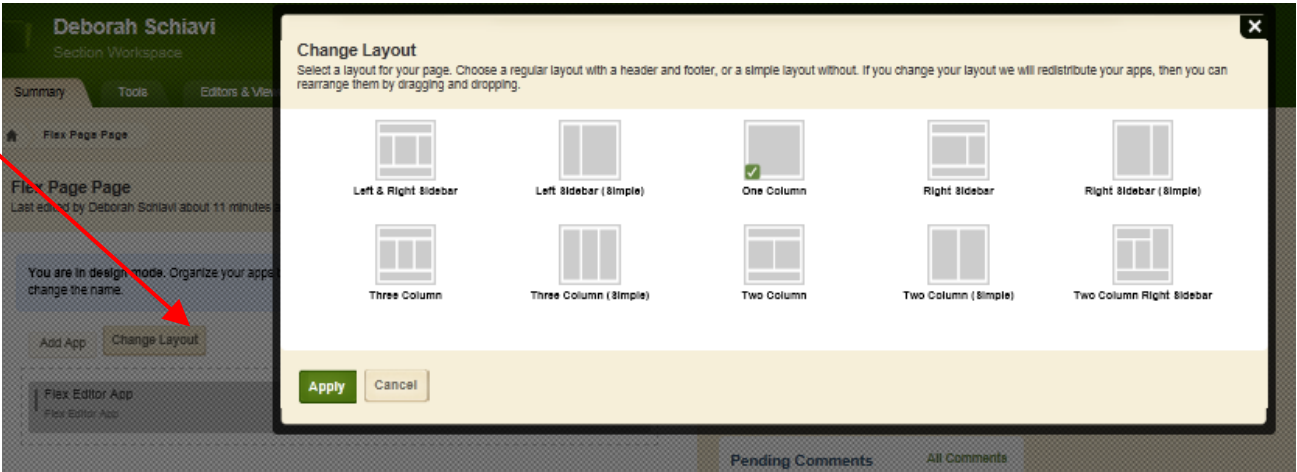 Deborah Schiavi
Section Workspace
Summary Tools Editors & View
Flex Page Page
Flex Page Page
Last edited by Deborah Schiavi about 11 minutes a
You are in design mode. Organize your apps b
change the name.
Add App Change Layout
Flex Editor App
Flex Editor App
Change Layout
Select a layout for your page. Choose a regular layout with a header and footer, or a simple layout without. If you change your layout we will redistribute your apps, then you can
rearrange them by dragging and dropping.
Left & Right Sidebar Left Sidebar (Simple) One Column Right Sidebar Right Sidebar (Simple)
Three Column Three Column (Simple) Two Column Two Column (Simple) Two Column Right Sidebar
Apply Cancel
Pending Comments All Comments